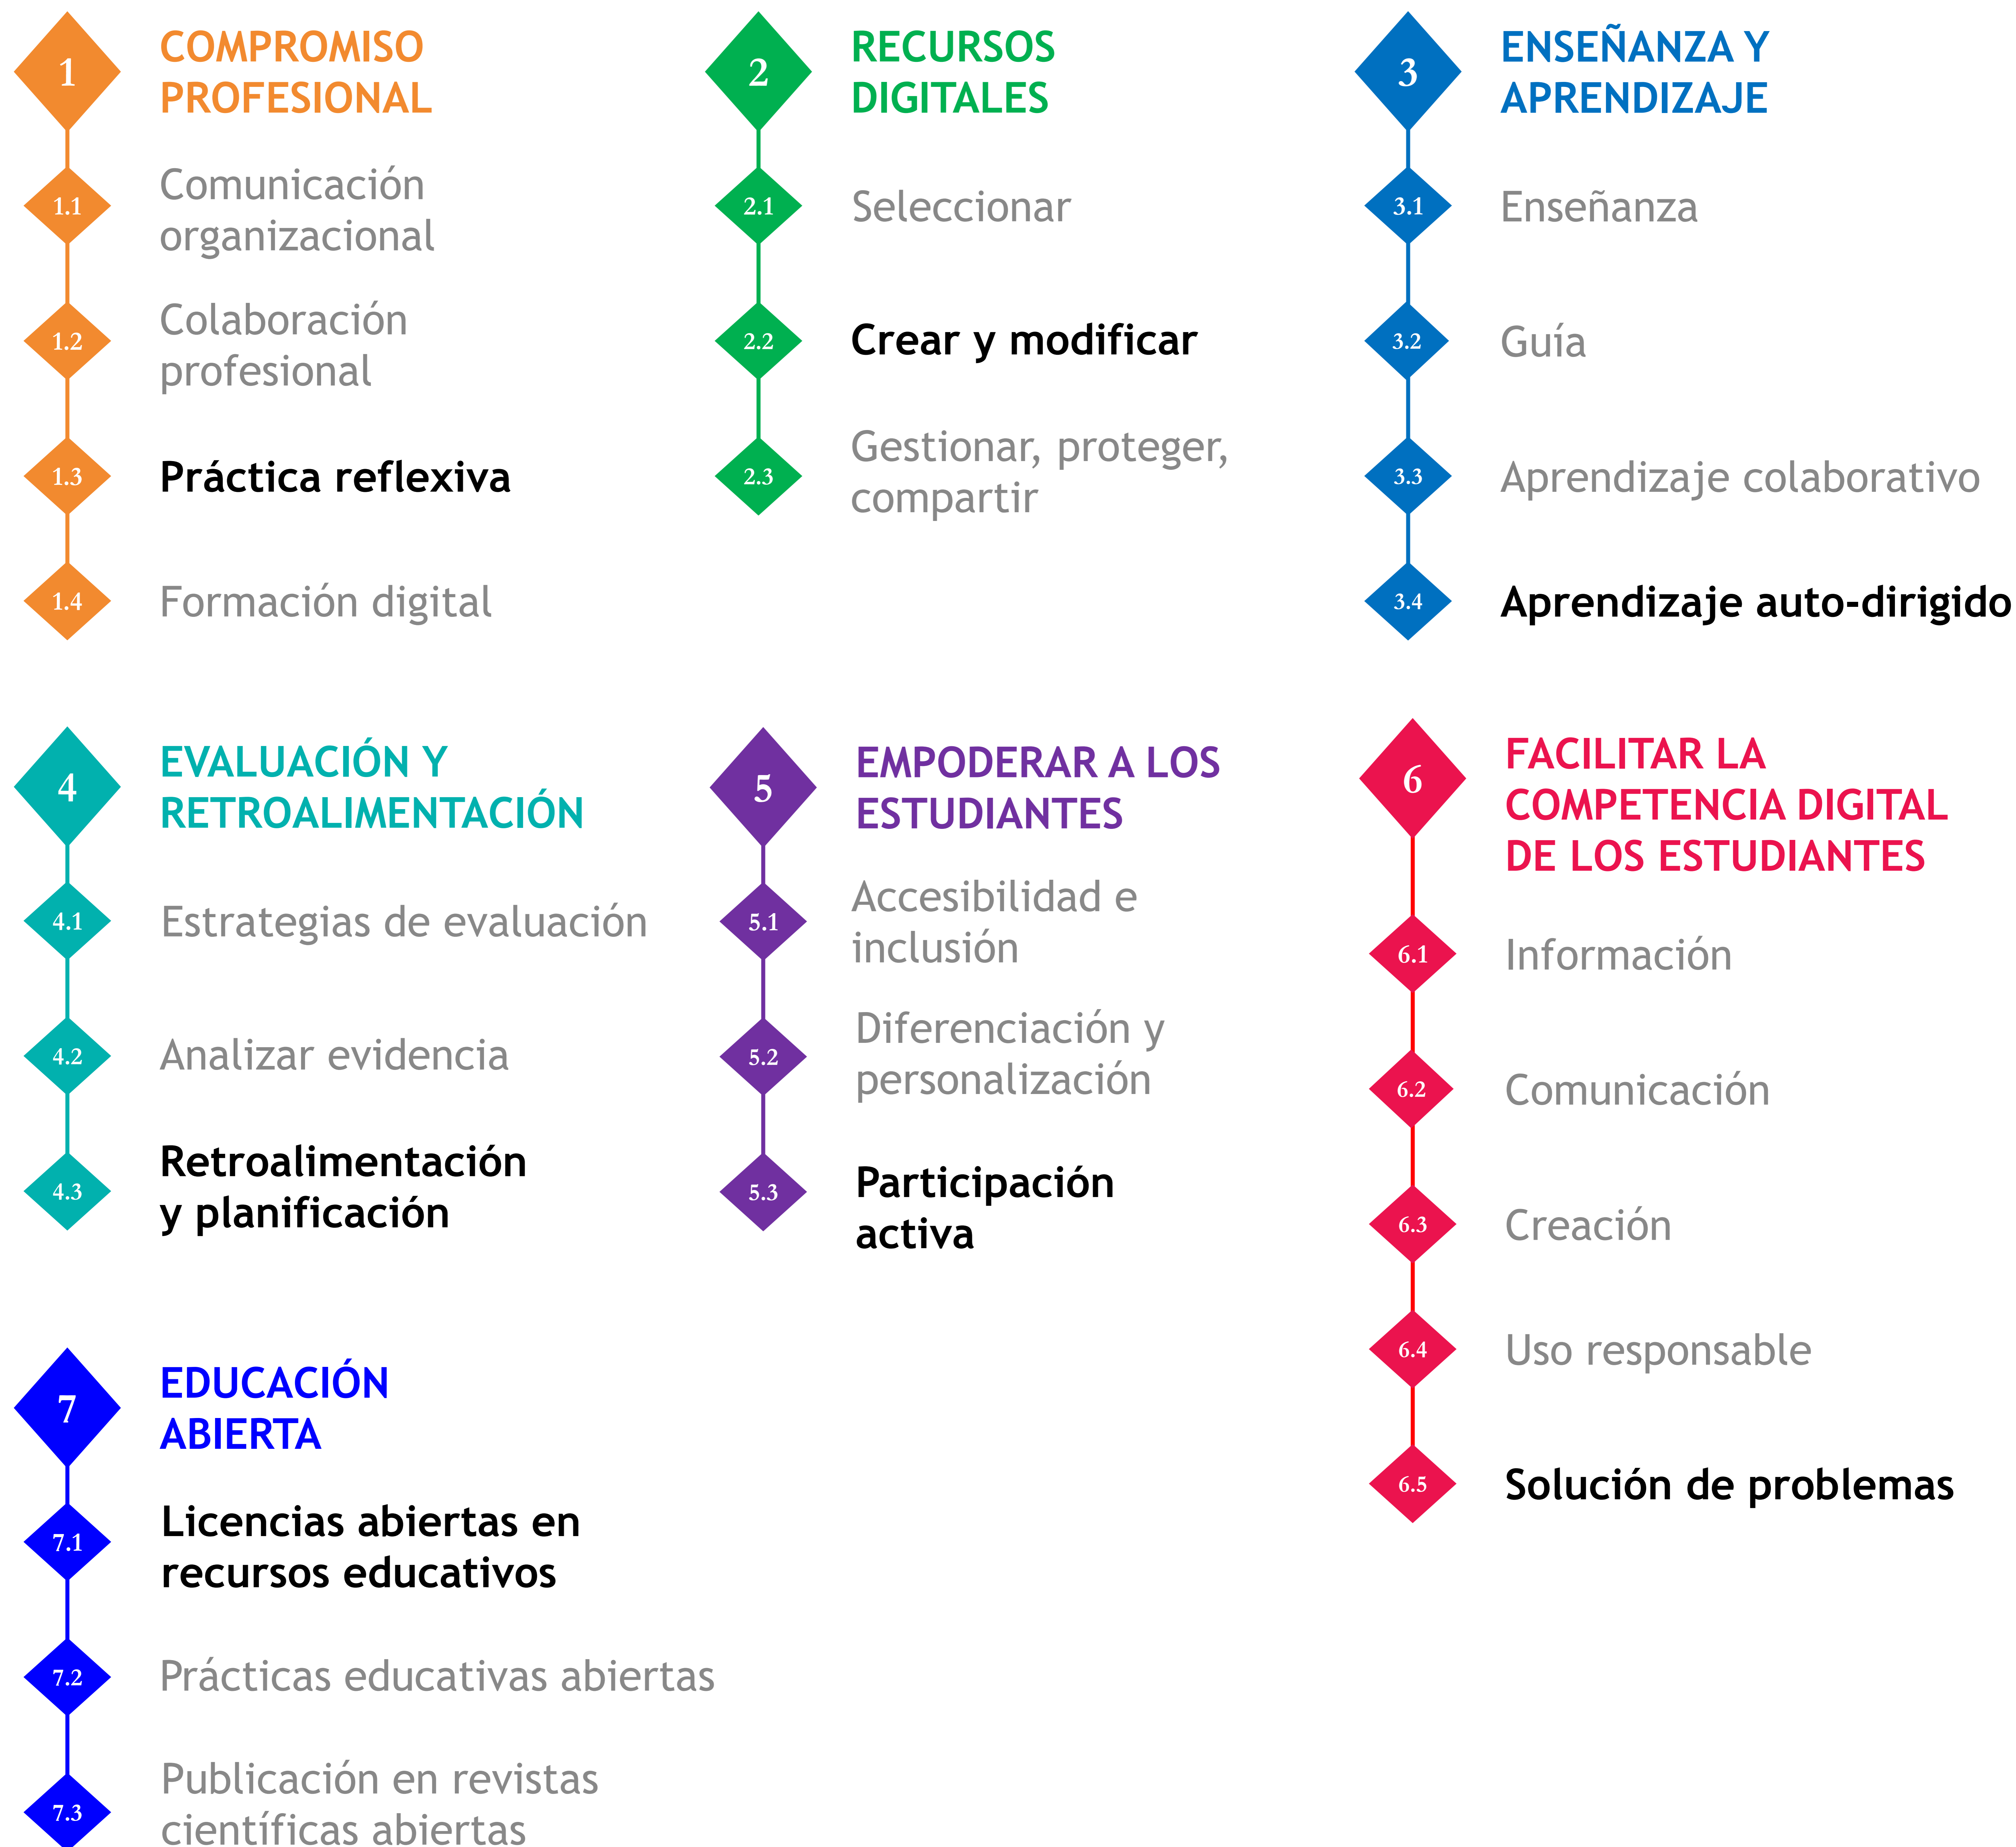 1
COMPROMISO
PROFESIONAL
1.1
Comunicación
organizacional
1.2
Colaboración
profesional
1.3
Práctica reflexiva
1.4
Formación digital
2
RECURSOS
DIGITALES
2.1
Seleccionar
2.2
Crear y modificar
2.3
Gestionar, proteger,
compartir
3
ENSEÑANZA Y
APRENDIZAJE
3.1
Enseñanza
3.2
Guía
3.3
Aprendizaje colaborativo
3.4
Aprendizaje auto-dirigido
4
EVALUACIÓN Y
RETROALIMENTACIÓN
4.1
Estrategias de evaluación
4.2
Analizar evidencia
4.3
Retroalimentación
y planificación
5
EMPODERAR A LOS
ESTUDIANTES
5.1
Accesibilidad e
inclusión
5.2
Diferenciación y
personalización
5.3
Participación
activa
6
FACILITAR LA
COMPETENCIA DIGITAL
DE LOS ESTUDIANTES
6.1
Información
6.2
Comunicación
6.3
Creación
6.4
Uso responsable
6.5
Solución de problemas
7
EDUCACIÓN
ABIERTA
7.1
Licencias abiertas en
recursos educativos
7.2
Prácticas educativas abiertas
7.3
Publicación en revistas
científicas abiertas